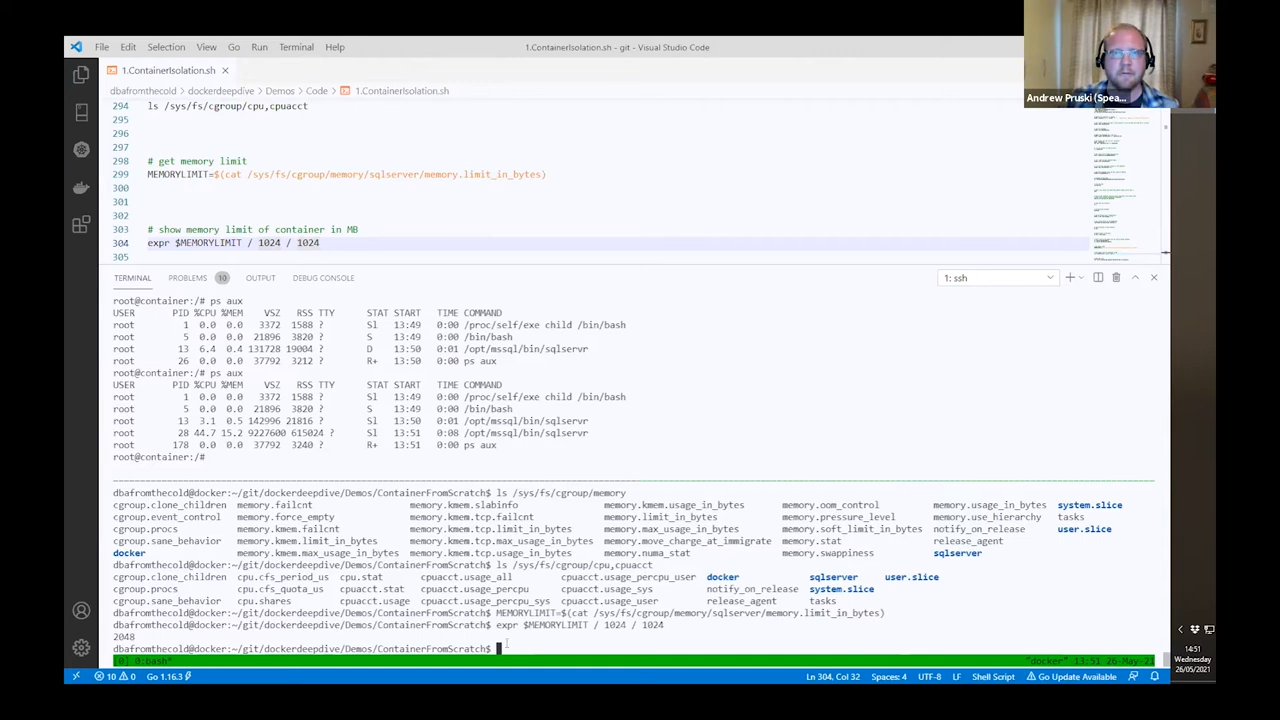 File Edit Selection View Go Run Terminal Help
1.ContainerIsolation.sh - git - Visual Studio Code
1.ContainerIsolation.sh
dbafromthecold > dockerdeepdive > Demos > Code > 1.ContainerIsolation.sh
Andrew Pruski (Spea...
294 ls /sys/fs/cgroup/cpu,cpuacct
295
296
297
298 # get memory limit
299 MEMORYLIMIT=$(cat /sys/fs/cgroup/memory/sqlserver/memory.limit_in_bytes)
300
301
302
303 # show memory limit of container in MB
304 expr $MEMORYLIMIT / 1024 / 1024
305
TERMINAL PROBLEMS 10 OUTPUT DEBUG CONSOLE 1: ssh
root@container:/# ps aux
USER PID %CPU %MEM VSZ RSS TTY STAT START TIME COMMAND
root 1 0.0 0.0 3372 1588 ? Sl 13:49 0:00 /proc/self/exe child /bin/bash
root 5 0.0 0.0 21896 3820 ? S 13:49 0:00 /bin/bash
root 13 6.4 0.4 131728 19004 ? D 13:50 0:01 /opt/mssql/bin/sqlservr
root 26 0.0 0.0 37792 3212 ? R+ 13:50 0:00 ps aux
root@container:/# ps aux
USER PID %CPU %MEM VSZ RSS TTY STAT START TIME COMMAND
root 1 0.0 0.0 3372 1588 ? Sl 13:49 0:00 /proc/self/exe child /bin/bash
root 5 0.0 0.0 21896 3820 ? S 13:49 0:00 /bin/bash
root 13 3.1 0.5 142996 21816 ? Sl 13:50 0:01 /opt/mssql/bin/sqlservr
root 28 44.7 15.2 9227600 615024 ? Sl 13:51 0:08 /opt/mssql/bin/sqlservr
root 178 0.0 0.0 37792 3240 ? R+ 13:51 0:00 ps aux
root@container:/#
dbafromthecold@docker:~/git/dockerdeepdive/Demos/ContainerFromScratch$ ls /sys/fs/cgroup/memory
cgroup.clone_children memory.failcnt memory.kmem.slabinfo memory.kmem.usage_in_bytes memory.oom_control memory.usage_in_bytes system.slice
cgroup.event_control memory.force_empty memory.kmem.tcp.failcnt memory.limit_in_bytes memory.pressure_level memory.use_hierarchy tasks
cgroup.procs memory.kmem.failcnt memory.kmem.tcp.limit_in_bytes memory.max_usage_in_bytes memory.soft_limit_in_bytes notify_on_release user.slice
cgroup.sane_behavior memory.kmem.limit_in_bytes memory.kmem.tcp.max_usage_in_bytes memory.move_charge_at_immigrate memory.stat release_agent
docker memory.kmem.max_usage_in_bytes memory.kmem.tcp.usage_in_bytes memory.numa_stat memory.swappiness sqlserver
dbafromthecold@docker:~/git/dockerdeepdive/Demos/ContainerFromScratch$ ls /sys/fs/cgroup/cpu,cpuacct
cgroup.clone_children cpu.cfs_period_us cpu.stat cpuacct.usage_all cpuacct.usage_percpu_user docker sqlserver user.slice
cgroup.procs cpu.cfs_quota_us cpuacct.stat cpuacct.usage_percpu cpuacct.usage_sys notify_on_release system.slice
cgroup.sane_behavior cpu.shares cpuacct.usage cpuacct.usage_percpu_sys cpuacct.usage_user release_agent tasks
dbafromthecold@docker:~/git/dockerdeepdive/Demos/ContainerFromScratch$ MEMORYLIMIT=$(cat /sys/fs/cgroup/memory/sqlserver/memory.limit_in_bytes)
dbafromthecold@docker:~/git/dockerdeepdive/Demos/ContainerFromScratch$ expr $MEMORYLIMIT / 1024 / 1024
2048
dbafromthecold@docker:~/git/dockerdeepdive/Demos/ContainerFromScratch$
[0] 0:bash* "docker" 13:51 26-May-21
10 0 Go 1.16.3 Ln 304, Col 32 Spaces: 4 UTF-8 LF Shell Script Go Update Available
14:51
Wednesday
26/05/2021